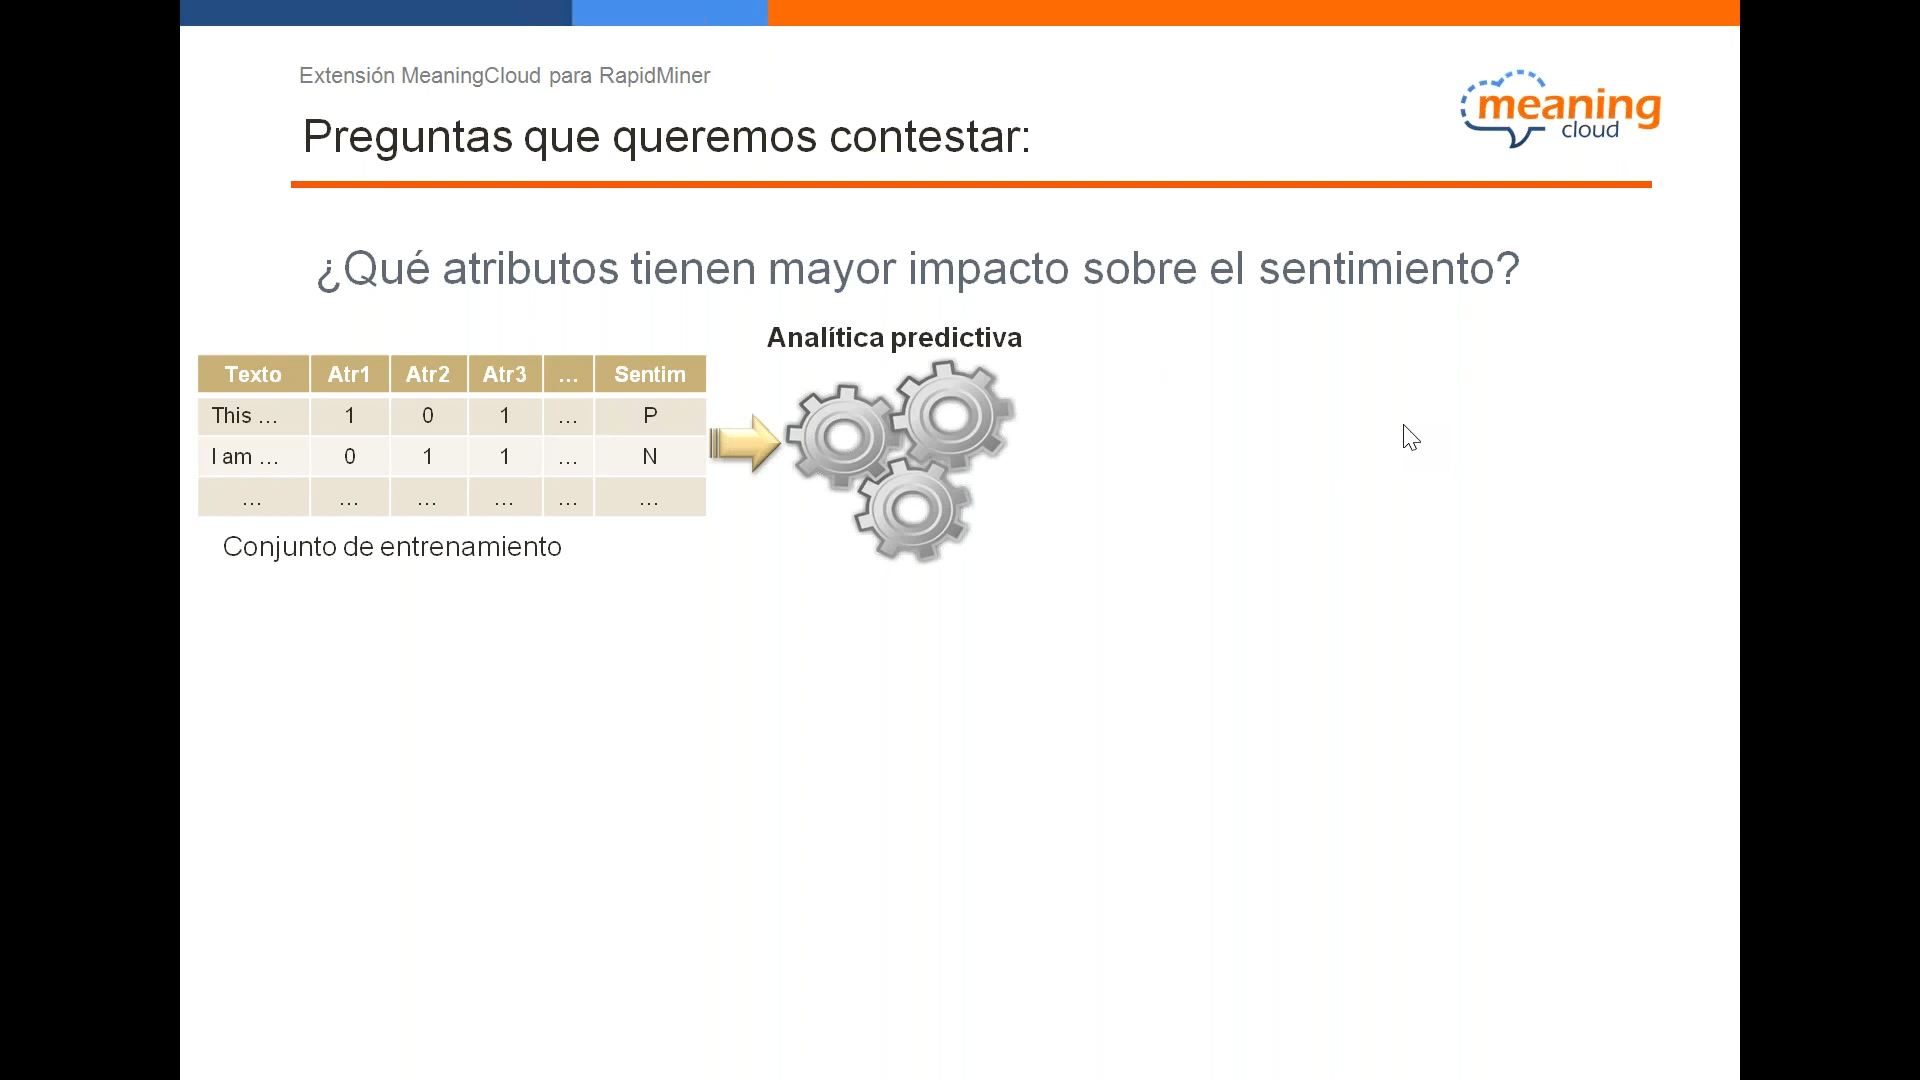 Extensión MeaningCloud para RapidMiner
Preguntas que queremos contestar:
meaning
cloud
¿Qué atributos tienen mayor impacto sobre el sentimiento?
Analítica predictiva
Texto Atr1 Atr2 Atr3 ... Sentim
This ... 1 0 1 ... P
I am ... 0 1 1 ... N
... ... ... ... ... ...
Conjunto de entrenamiento